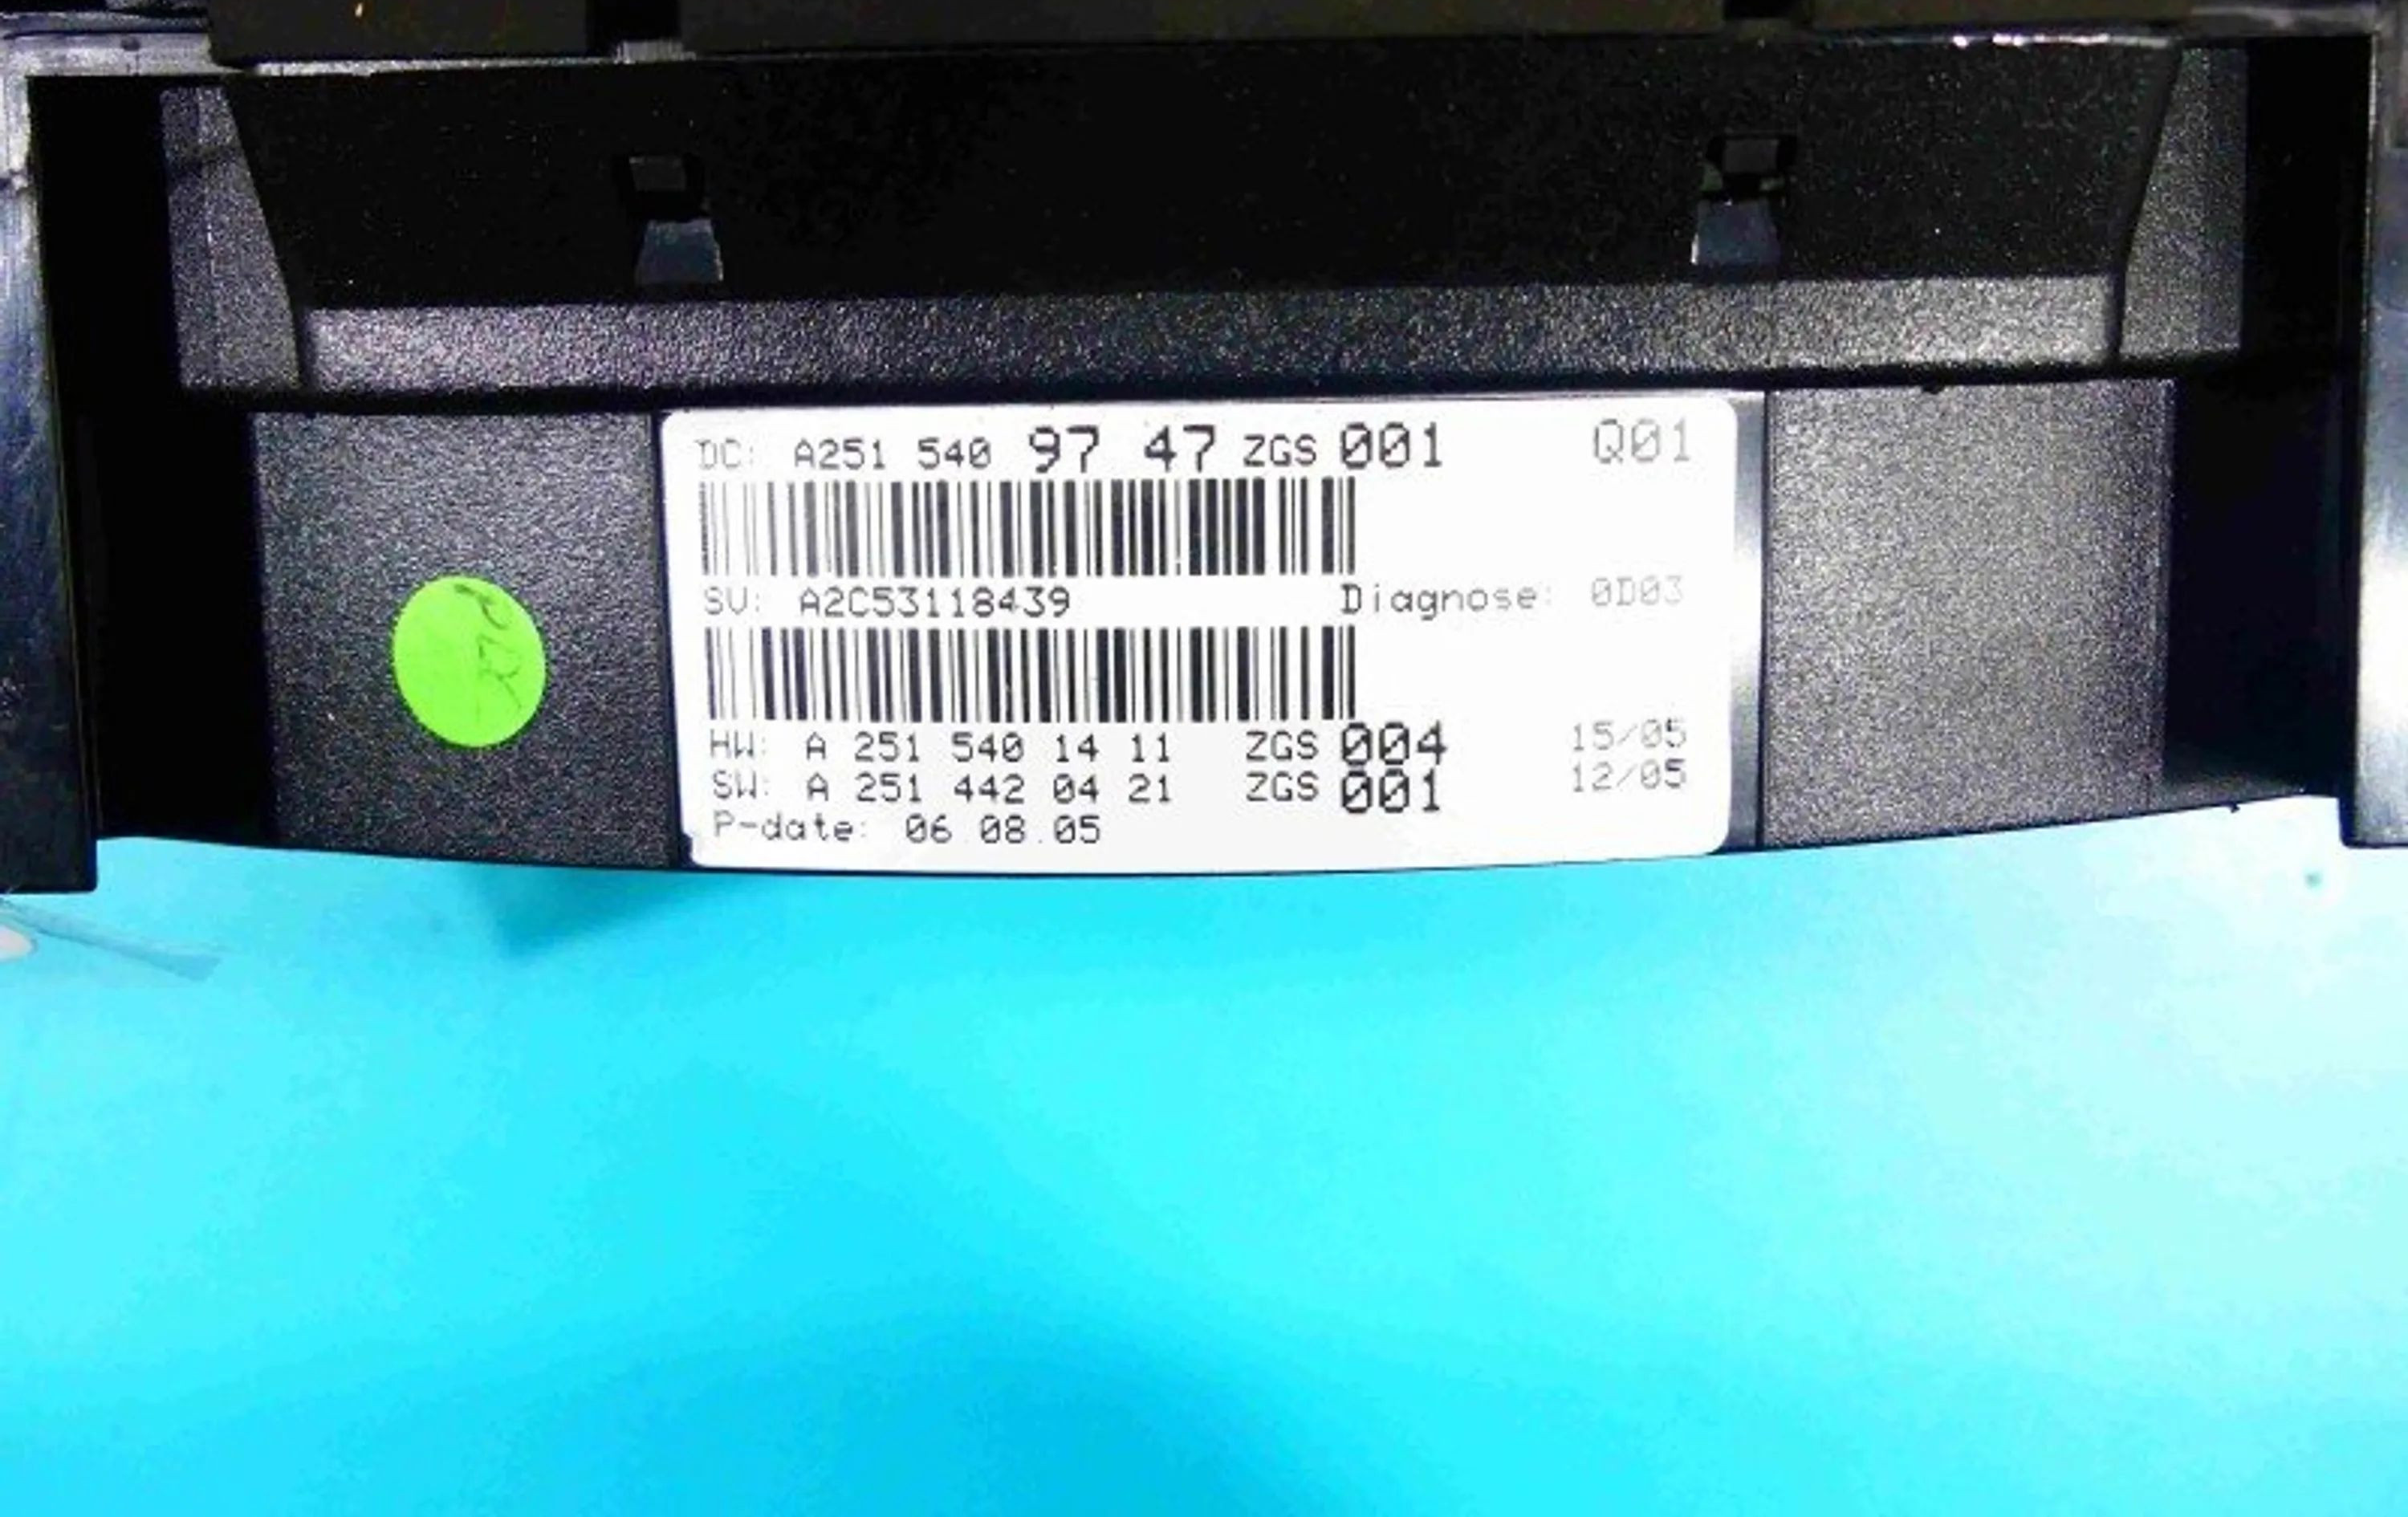 DC: A251 540 97 47 ZGS 001 Q01
SV: A2C53118439 Diagnose: 0D03
HW: A 251 540 14 11 ZGS 004 15/05
SW: A 251 442 04 21 ZGS 001 12/05
P-date: 06.08.05